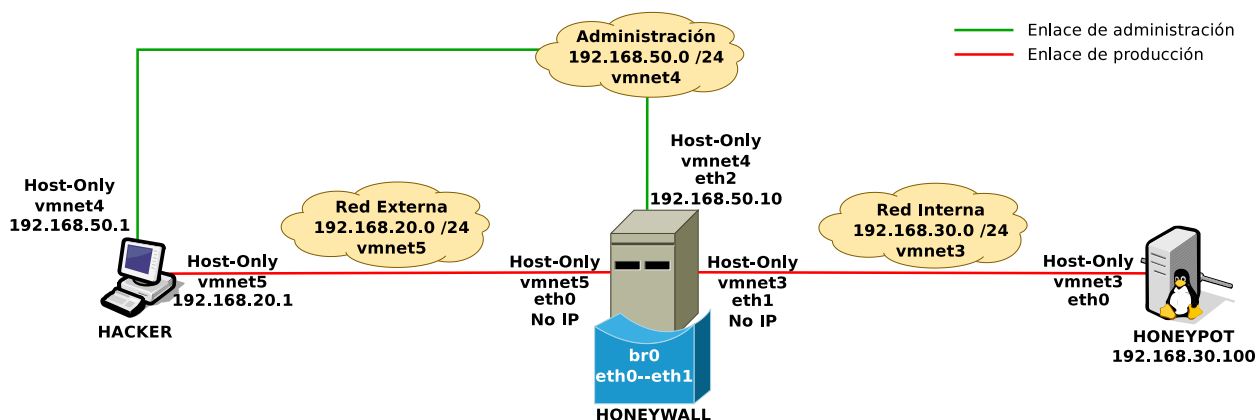 Administración
192.168.50.0 /24
vmnet4
Enlace de administración
Enlace de producción
Host-Only
vmnet4
eth2
192.168.50.10
Host-Only
vmnet4
192.168.50.1
Red Externa
192.168.20.0 /24
vmnet5
Red Interna
192.168.30.0 /24
vmnet3
Host-Only
vmnet5
192.168.20.1
HACKER
Host-Only
vmnet5
eth0
No IP
Host-Only
vmnet3
eth1
No IP
Host-Only
vmnet3
eth0
HONEYPOT
192.168.30.100
br0
eth0--eth1
HONEYWALL